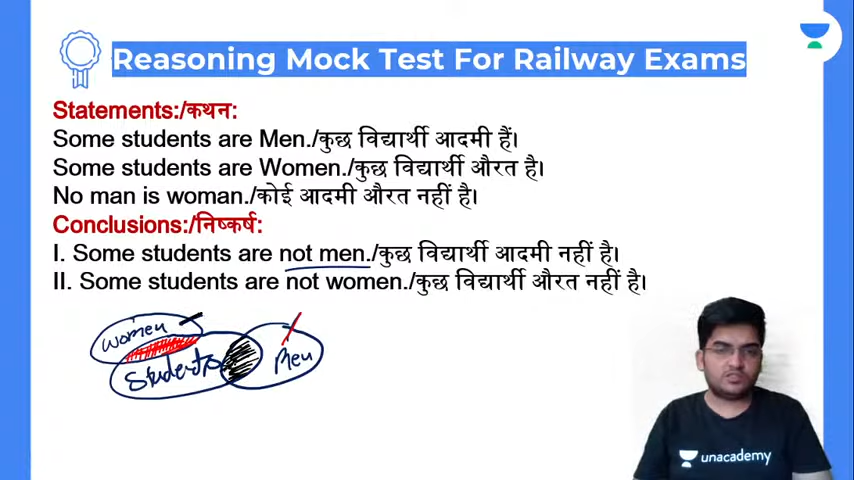 Reasoning Mock Test For Railway Exams
Statements:/कथन:
Some students are Men./कुछ विद्यार्थी आदमी हैं।
Some students are Women./कुछ विद्यार्थी औरत है।
No man is woman./कोई आदमी औरत नहीं है।
Conclusions:/निष्कर्ष:
I. Some students are not men./कुछ विद्यार्थी आदमी नहीं है।
II. Some students are not women./कुछ विद्यार्थी औरत नहीं है।
women
Students
Men
unacademy